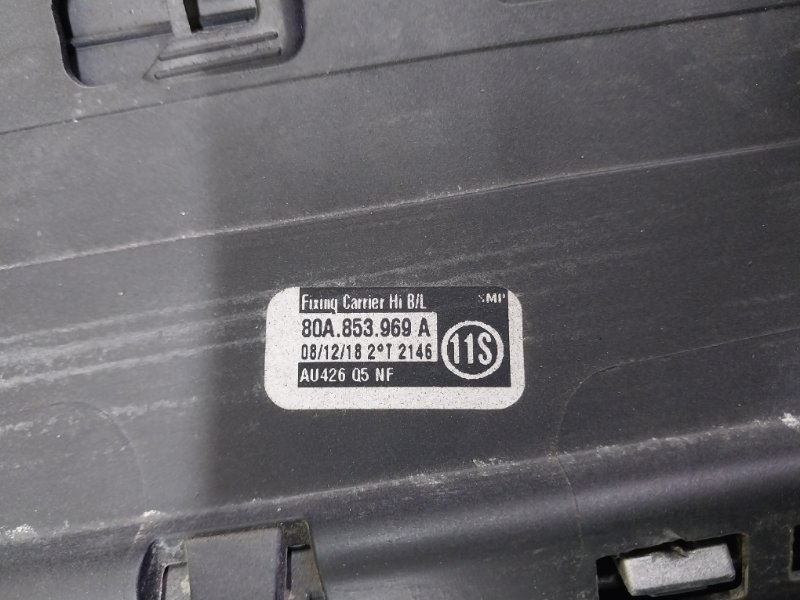 Fixing Carrier Hi B/L SMP
80A.853.969 A
08/12/18 2°T 2146
11S
AU426 Q5 NF